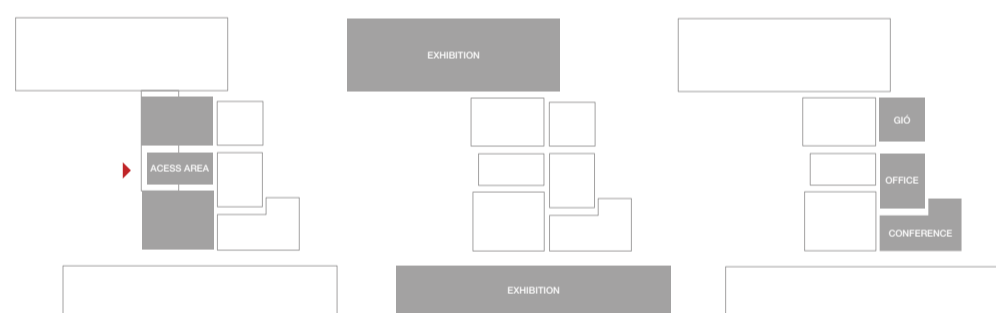 EXHIBITION
GIÓ
ACESS AREA
OFFICE
CONFERENCE
EXHIBITION